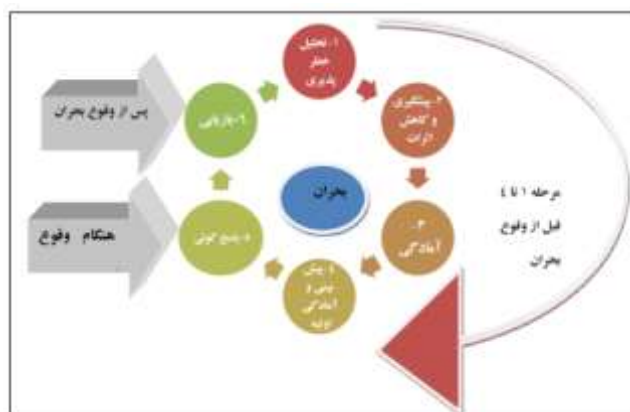 ۱- تحلیل
خطر
پذیری
۲- پیشگیری
و کاهش
اثرات
۳-
آمادگی
۴- پیش
بینی و
آمادگی
اولیه
۵-پاسخ گویی
۶-بازیابی
بحران
پس از وقوع بحران
هنگام وقوع
مرحله ۱ تا ٤
قبل از وقوع
بحران